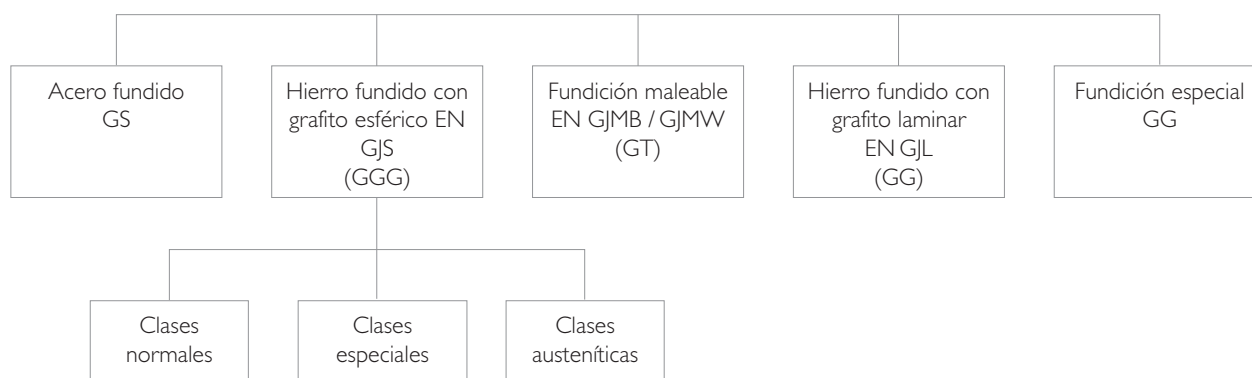 Acero fundido
GS
Hierro fundido con
grafito esférico EN
GJS
(GGG)
Fundición maleable
EN GJMB / GJMW
(GT)
Hierro fundido con
grafito laminar
EN GJL
(GG)
Fundición especial
GG
Clases
normales
Clases
especiales
Clases
austeníticas